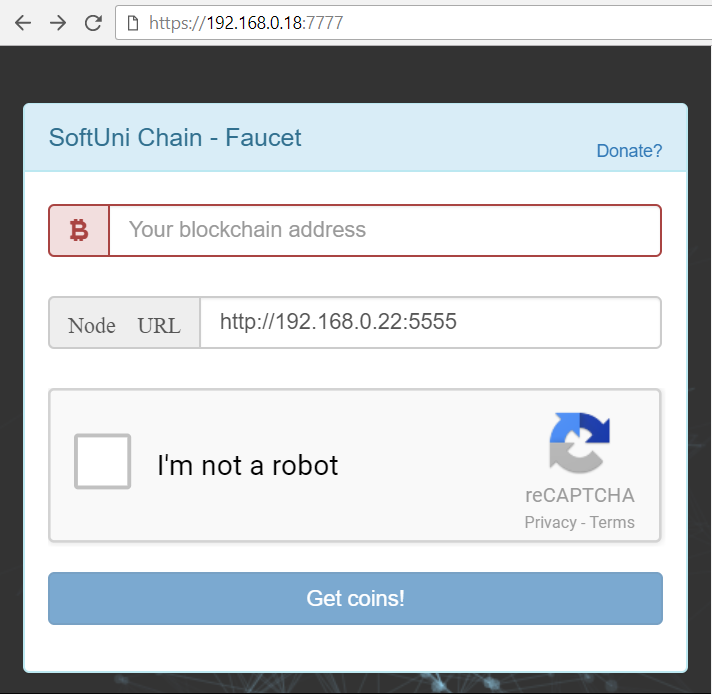 https://192.168.0.18:7777
SoftUni Chain - Faucet
Donate?
Your blockchain address
Node URL http://192.168.0.22:5555
I'm not a robot
reCAPTCHA
Privacy - Terms
Get coins!